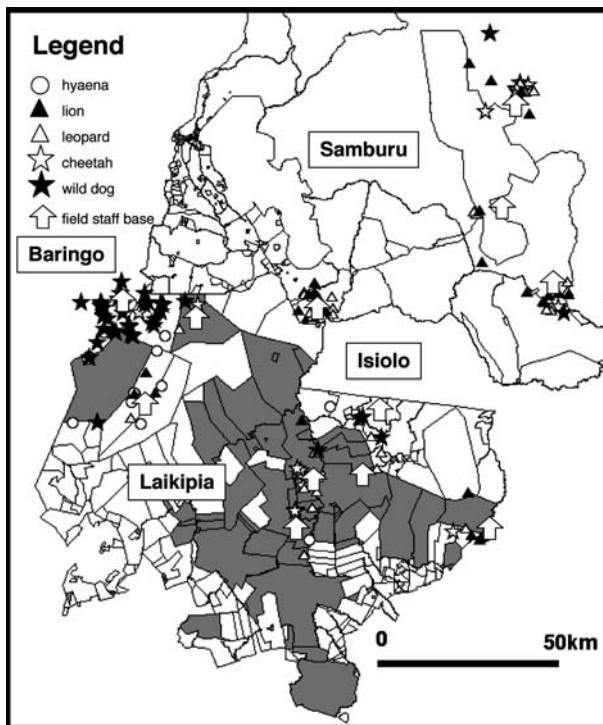 Legend
hyaena
lion
leopard
cheetah
wild dog
field staff base
Samburu
Baringo
Isiolo
Laikipia
0 50km